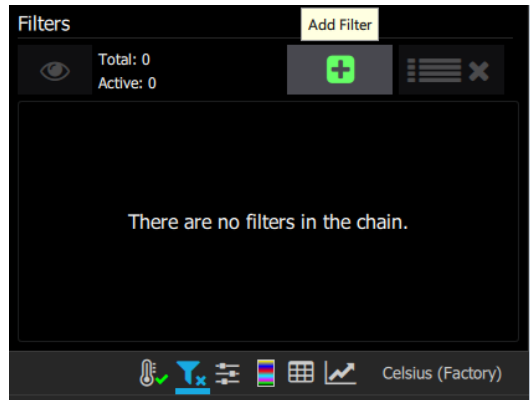 Filters
Add Filter
Total: 0
Active: 0
There are no filters in the chain.
Celsius (Factory)